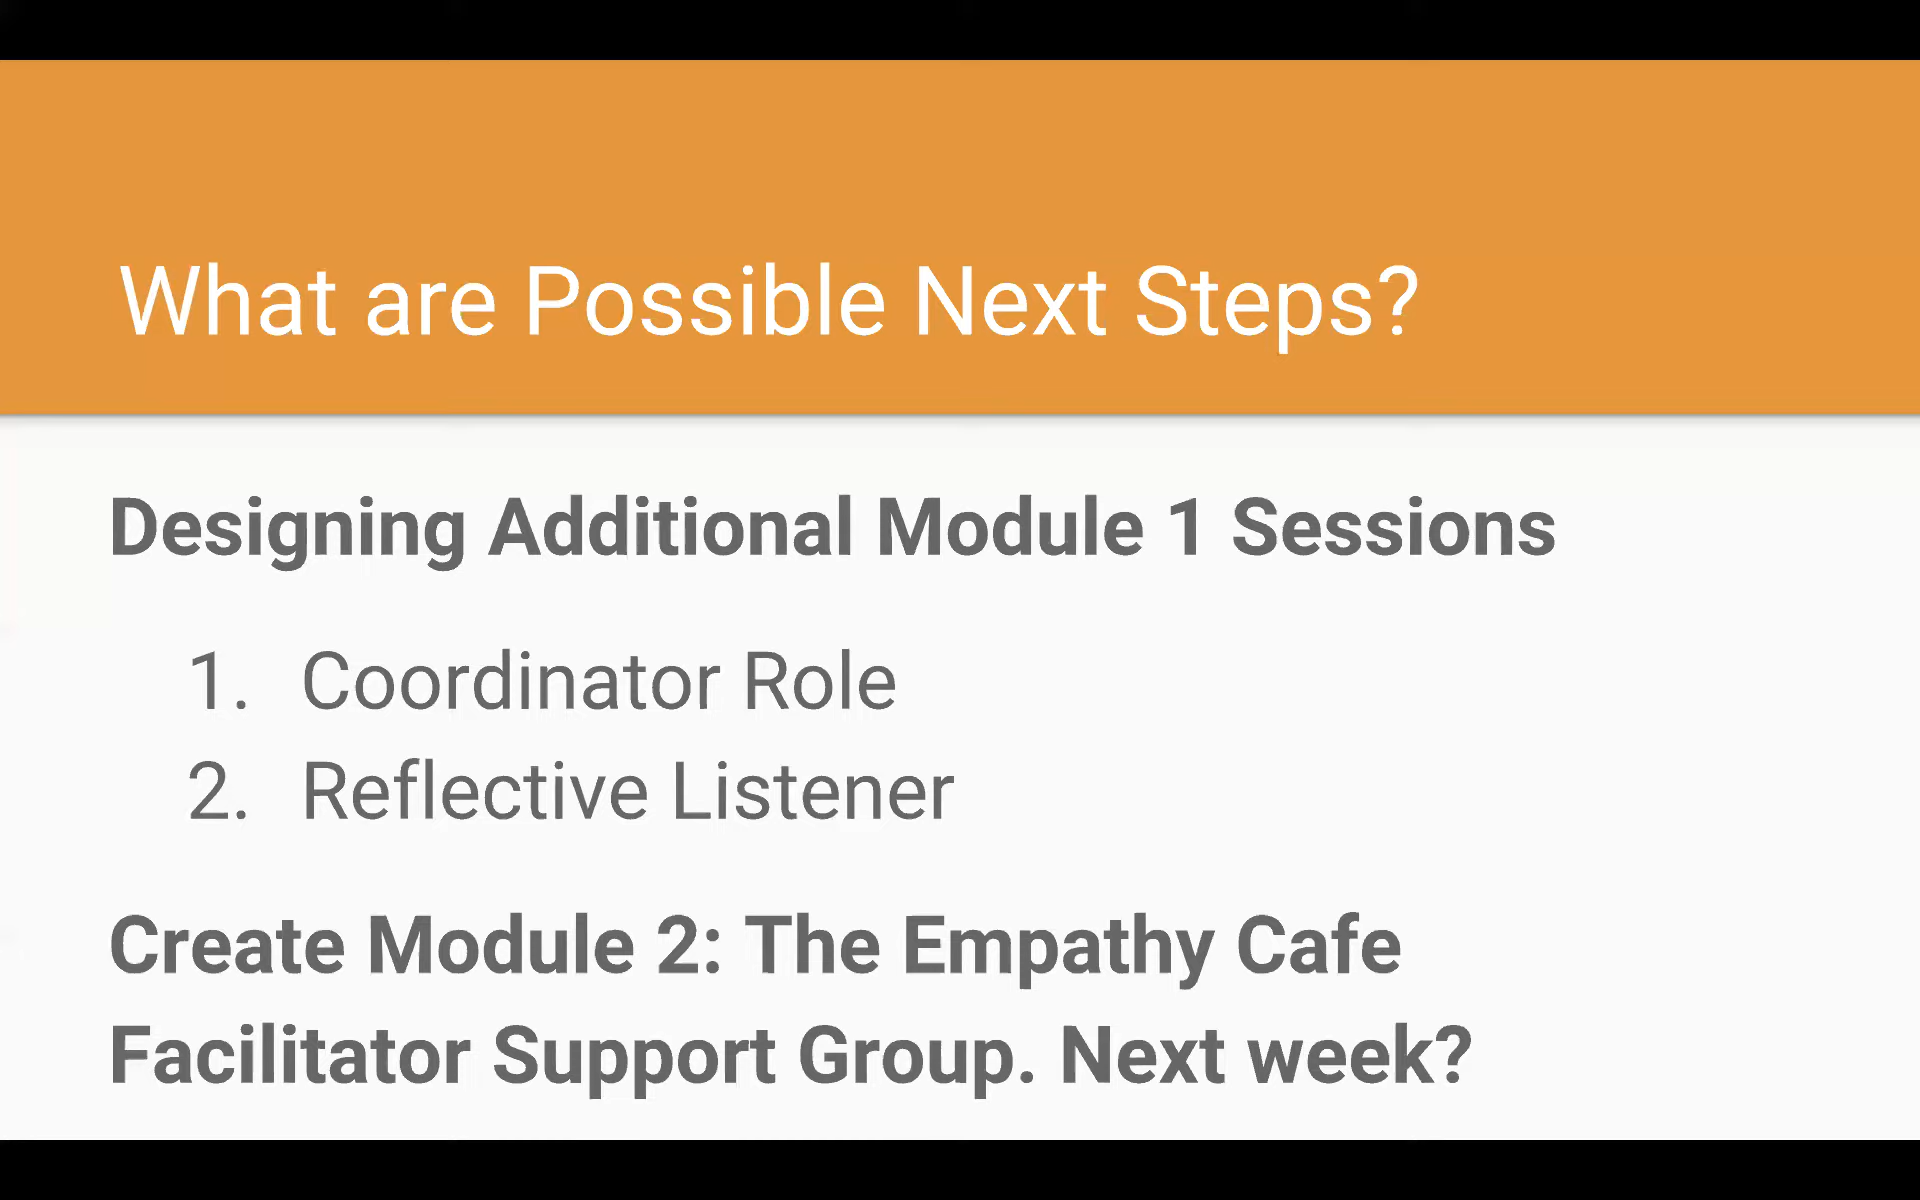 What are Possible Next Steps?
Designing Additional Module 1 Sessions
1. Coordinator Role
2. Reflective Listener
Create Module 2: The Empathy Cafe
Facilitator Support Group. Next week?